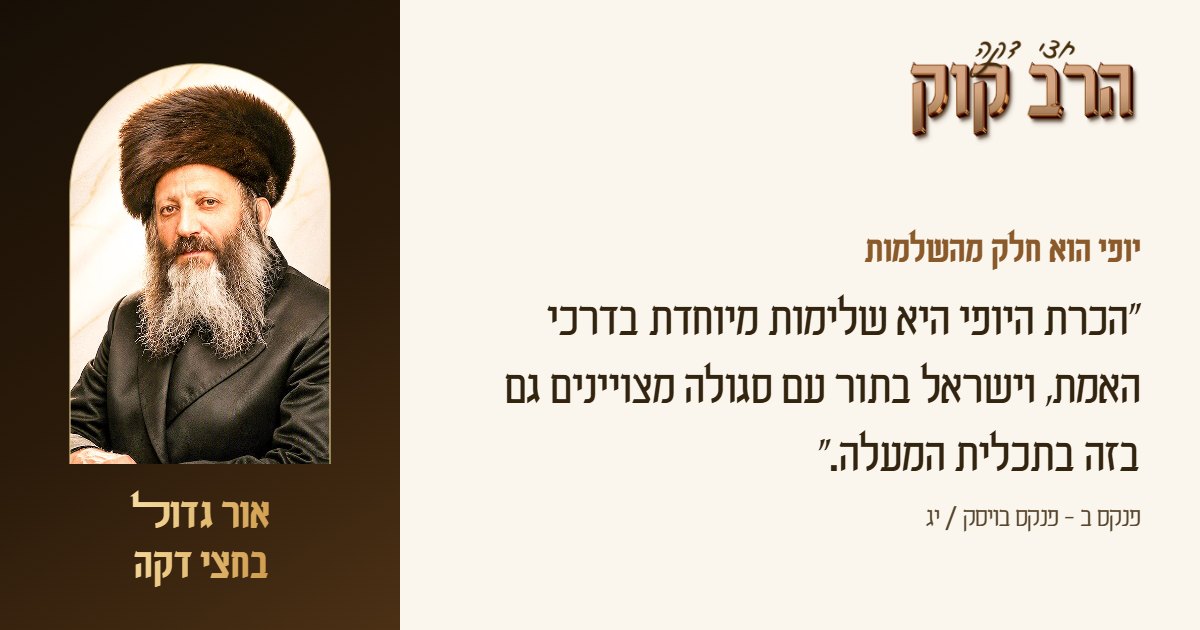 חצי דקה
הרב קוק
יופי הוא חלק מהשלמות
"הכרת היופי היא שלימות מיוחדת בדרכי
האמת, וישראל בתור עם סגולה מצויינים גם
בזה בתכלית המעלה."
פנקס ב - פנקס בויסק / יג
אור גדול
בחצי דקה